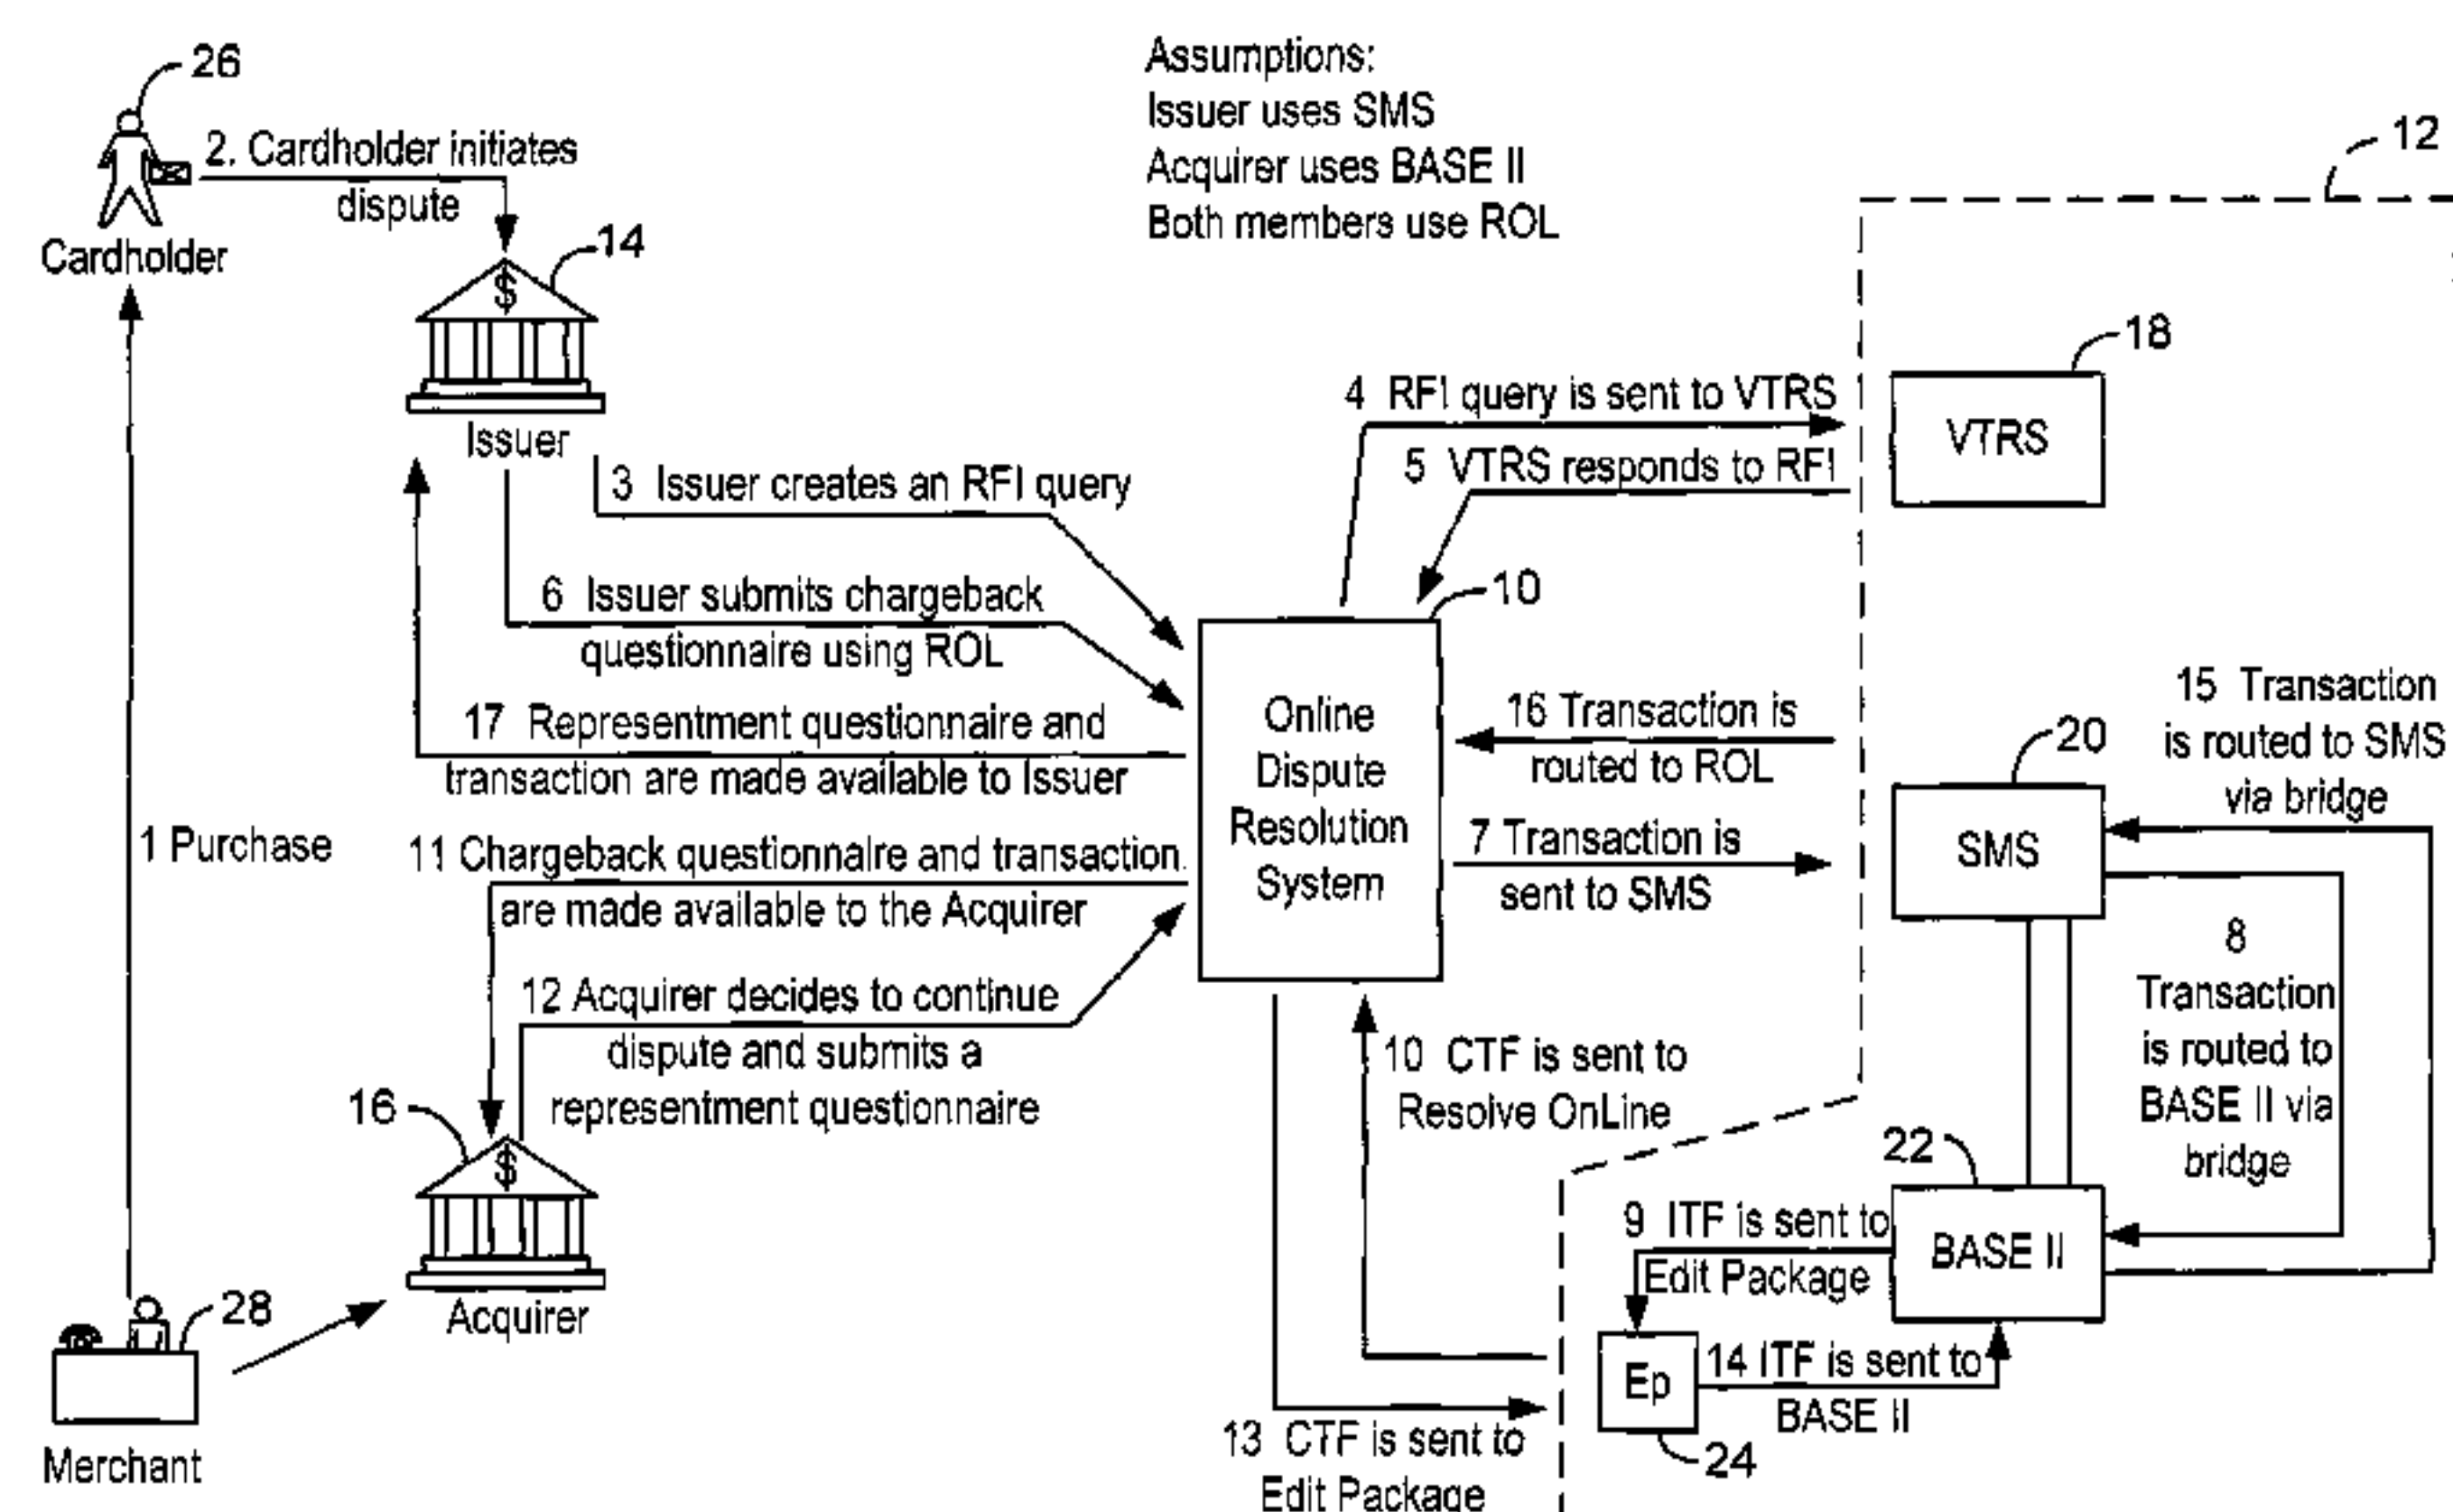 Assumptions:
Issuer uses SMS
Acquirer uses BASE II
Both members use ROL
26
2. Cardholder initiates
dispute
Cardholder
14
$
Issuer
12
18
VTRS
4 RFI query is sent to VTRS
5 VTRS responds to RFI
3 Issuer creates an RFI query
6 Issuer submits chargeback
questionnaire using ROL
10
Online
Dispute
Resolution
System
17 Representment questionnaire and
transaction are made available to Issuer
16 Transaction is
routed to ROL
7 Transaction is
sent to SMS
15 Transaction
is routed to SMS
via bridge
20
SMS
1 Purchase
11 Chargeback questionnaire and transaction
are made available to the Acquirer
12 Acquirer decides to continue
dispute and submits a
representment questionnaire
8
Transaction
is routed to
BASE II via
bridge
10 CTF is sent to
Resolve OnLine
16
$
Acquirer
22
BASE II
9 ITF is sent to
Edit Package
28
Merchant
Ep
14 ITF is sent to
BASE II
24
13 CTF is sent to
Edit Package